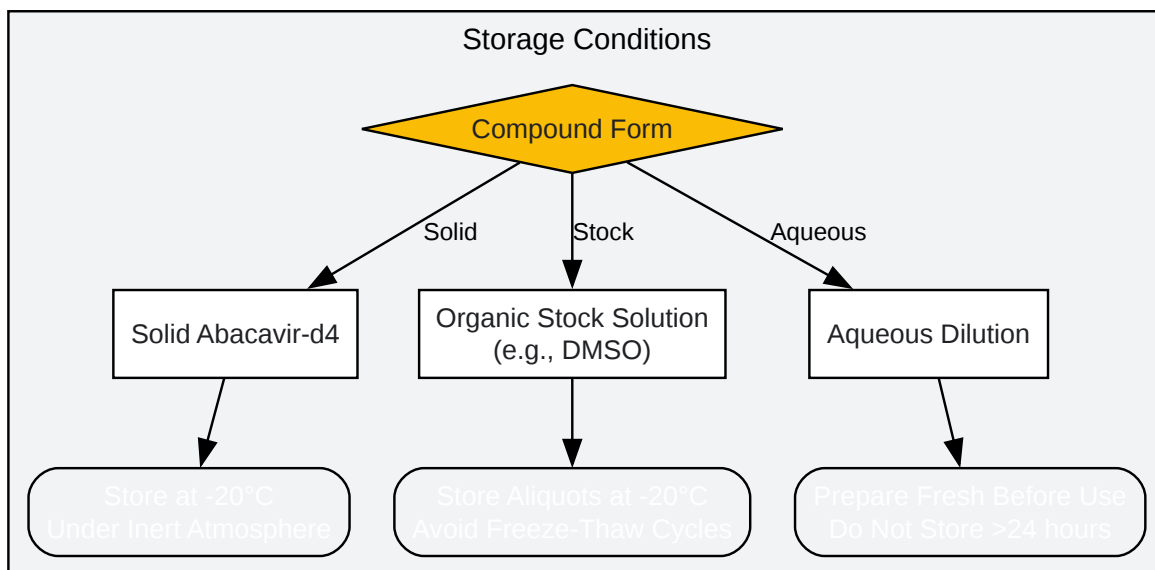 Storage Conditions
Compound Form
Solid
Stock
Aqueous
Solid Abacavir-d4
Organic Stock Solution
(e.g., DMSO)
Aqueous Dilution
Store at -20°C
Under Inert Atmosphere
Store Aliquots at -20°C
Avoid Freeze-Thaw Cycles
Prepare Fresh Before Use
Do Not Store >24 hours